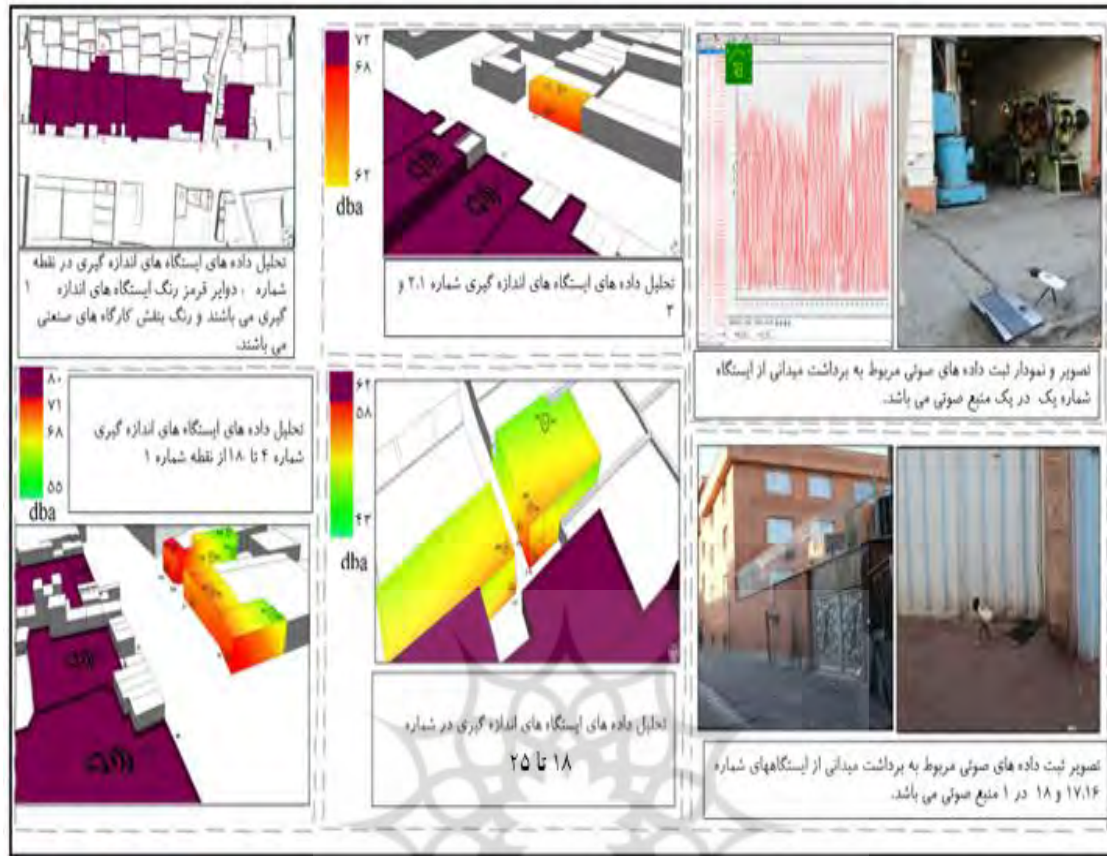 تحلیل داده های ایستگاه های اندازه گیری در نقطه
شماره ۱ ، دوایر قرمز رنگ ایستگاه های اندازه
گیری می باشند و رنگ بنفش کارگاه های صنعتی
می باشند.
۷۲
۶۸
۶۲
dba
تحلیل داده های ایستگاه های اندازه گیری شماره ۲،۱ و
۳
تصویر و نمودار ثبت داده های صوتی مربوط به برداشت میدانی از ایستگاه
شماره یک در یک منبع صوتی می باشد.
۸۰
۷۱
۶۸
۵۵
dba
تحلیل داده های ایستگاه های اندازه گیری
شماره ۴ تا ۱۸ از نقطه شماره ۱
۶۴
۵۸
۴۳
dba
تحلیل داده های ایستگاه های اندازه گیری در شماره
۱۸ تا ۲۵
تصویر ثبت داده های صوتی مربوط به برداشت میدانی از ایستگاههای شماره
۱۷،۱۶ و ۱۸ در ۱ منبع صوتی می باشد.